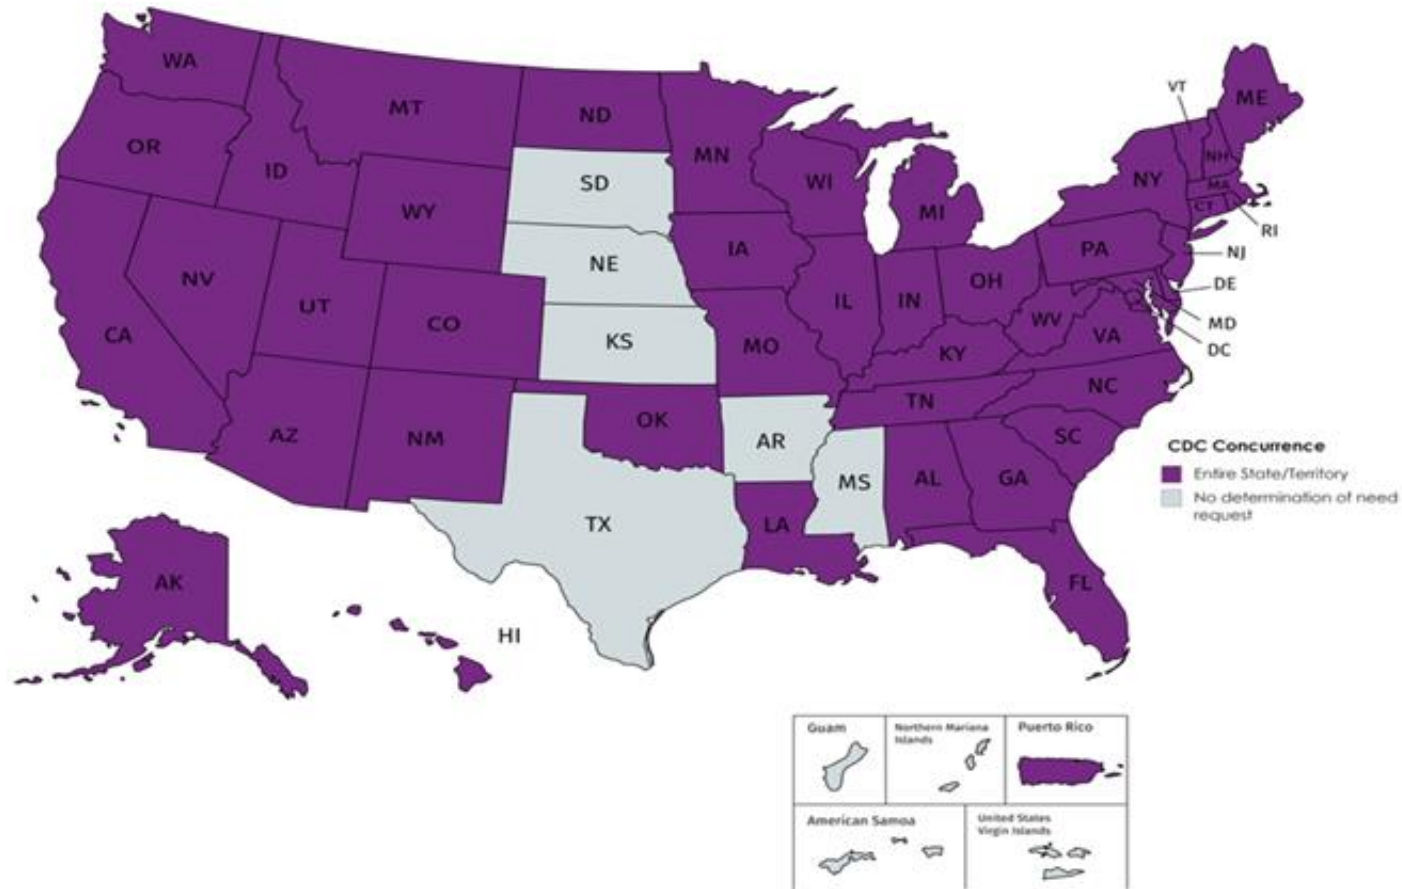 WA
MT
ND
MN
OR
ID
SD
WI
MI
NY
VT
ME
NH
MA
CT
RI
WY
NE
IA
PA
NJ
NV
UT
CO
IL
IN
OH
DE
CA
KS
MO
WV
VA
MD
KY
DC
AZ
NM
OK
AR
TN
NC
SC
TX
LA
MS
AL
GA
FL
AK
HI
CDC Concurrence
Entire State/Territory
No determination of need
request
Guam
Northern Mariana
Islands
Puerto Rico
American Samoa
United States
Virgin Islands